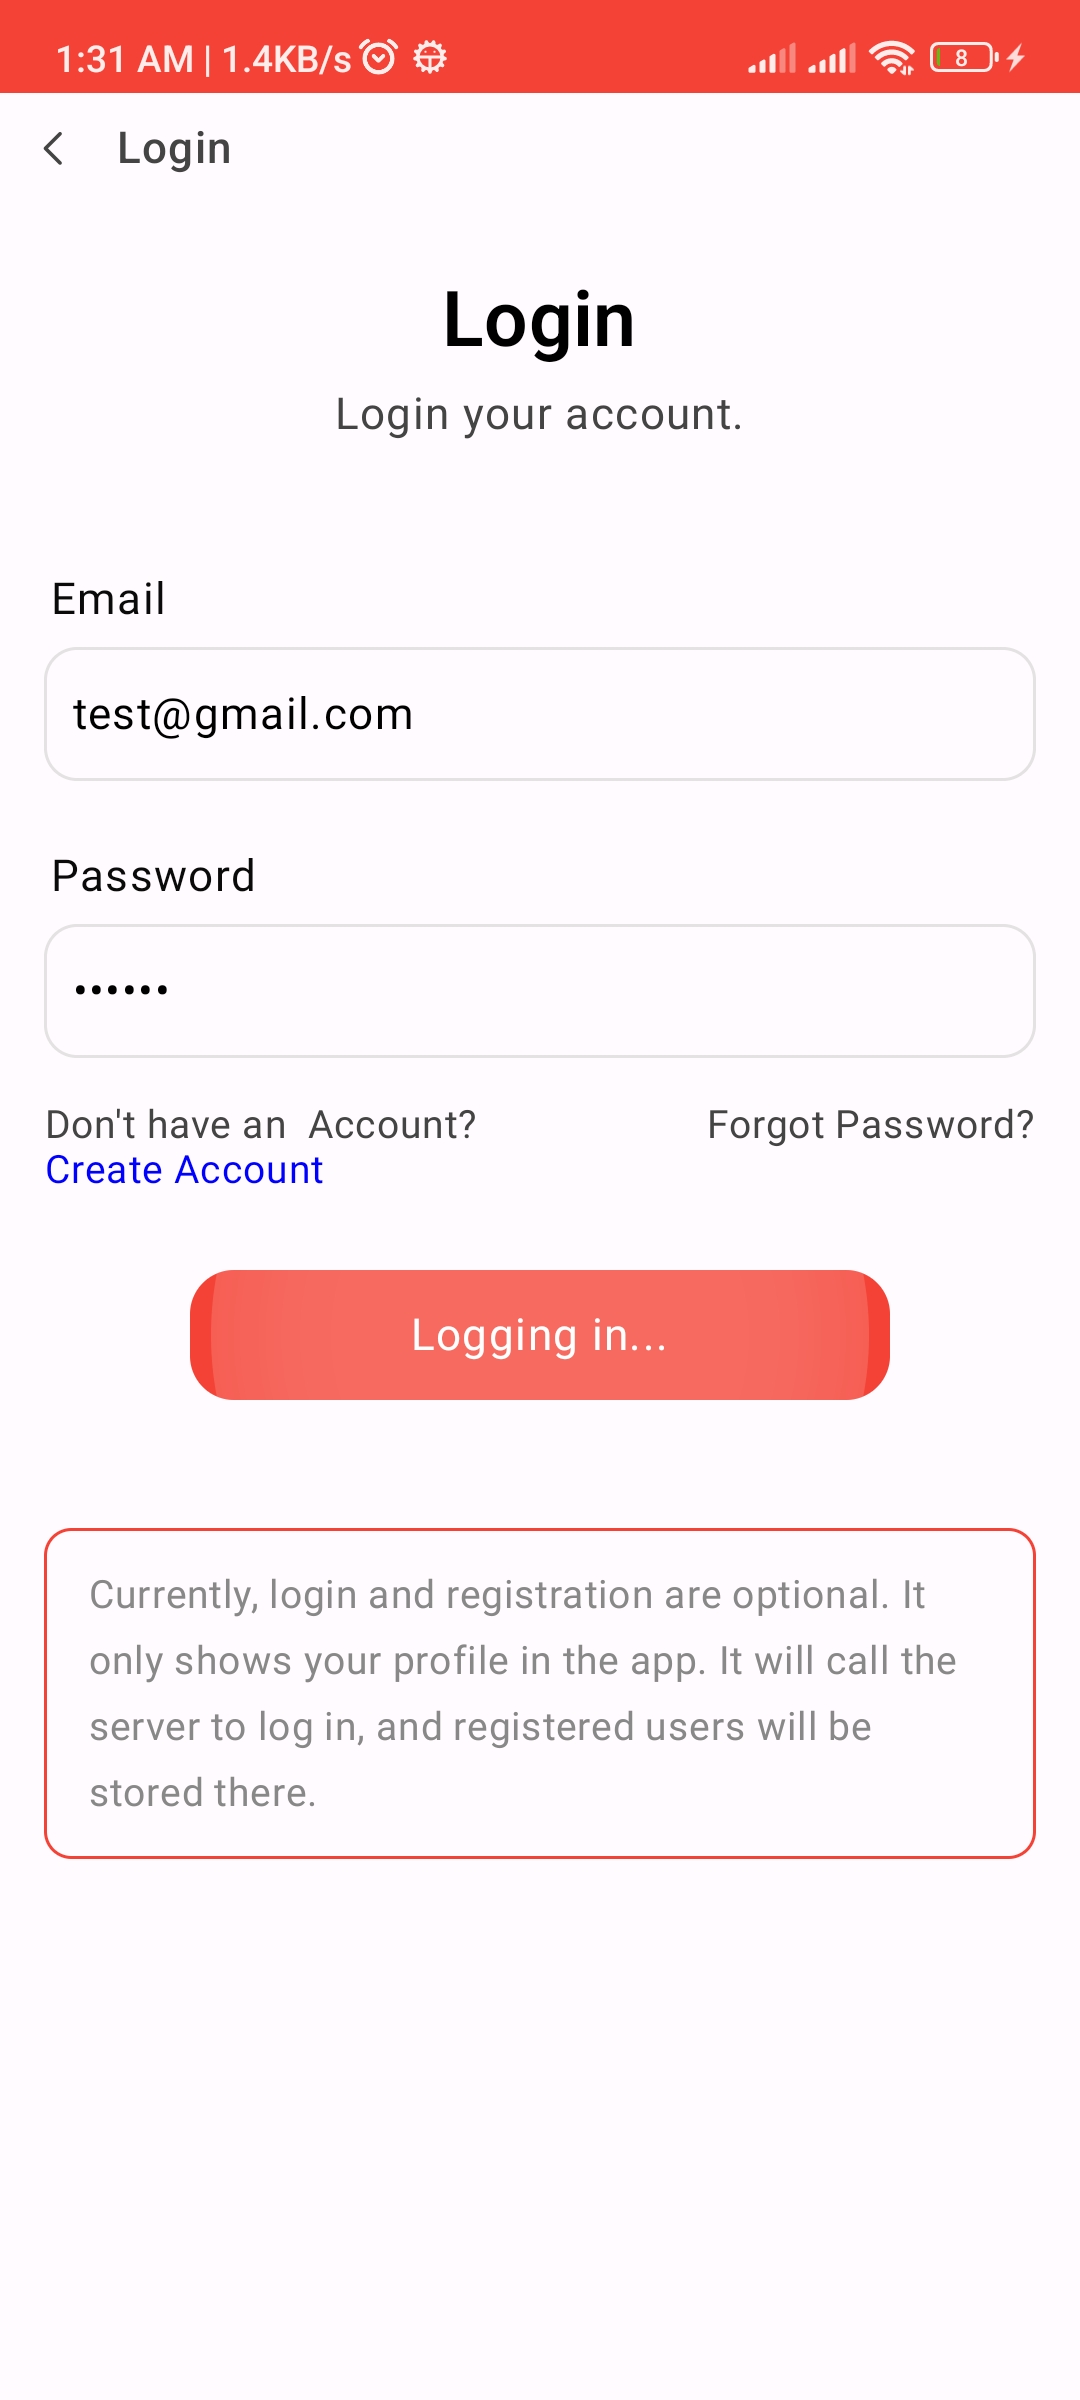 1:31 AM | 1.4KB/s 8
Login
Login
Login your account.
Email
test@gmail.com
Password
••••••
Don't have an  Account? Forgot Password?
Create Account
Logging in...
Currently, login and registration are optional. It
only shows your profile in the app. It will call the
server to log in, and registered users will be
stored there.